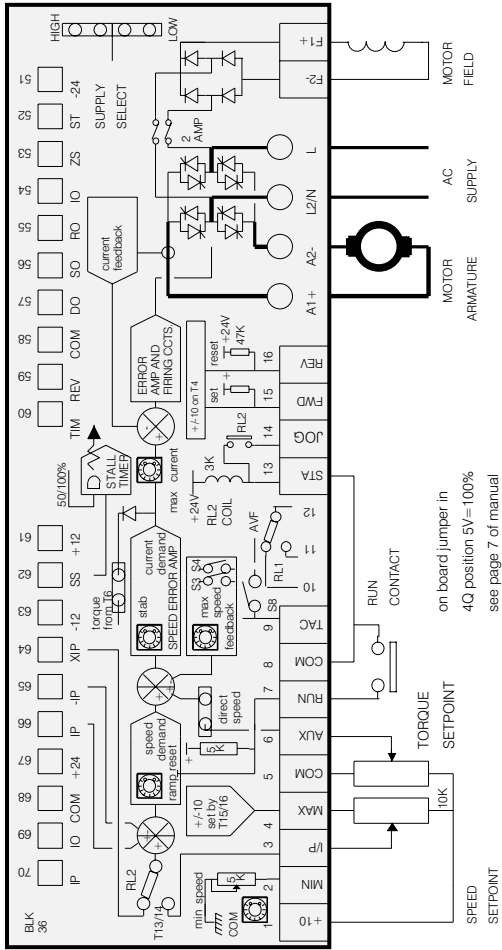 HIGH
LOW
SUPPLY
SELECT
51
-24
52
ST
53
ZS
54
IO
55
RO
56
SO
57
DO
58
COM
59
REV
60
TIM
61
+12
62
SS
63
-12
64
XIP
65
-IP
66
IP
67
+24
68
COM
69
IO
70
IP
BLK
36
2
AMP
current
feedback
ERROR
AMP AND
FIRING CCTS.
50/100%
STALL
TIMER
max current
+/-10 on T4
reset
+24V
47K
set
+
RL2
3K
+24V
RL2
COIL
torque
from T6
current
demand
stab
SPEED ERROR AMP
AVF
RL1
S3
S4
max
speed
feedback
S8
direct
speed
speed
demand
ramp reset
+
5
K
+/-10
set by
T15/16
RL2
T13/14
min speed
5
K
COM
F1+
F2-
L
L2/N
A2-
A1+
16
REV
15
FWD
14
JOG
13
STA
12
11
10
9
TAC
8
COM
7
RUN
6
AUX
5
COM
4
MAX
3
I/P
2
MIN
1
+10
MOTOR
FIELD
AC
SUPPLY
MOTOR
ARMATURE
RUN
CONTACT
on board jumper in
4Q position 5V=100%
see page 7 of manual
TORQUE
SETPOINT
10K
SPEED
SETPOINT